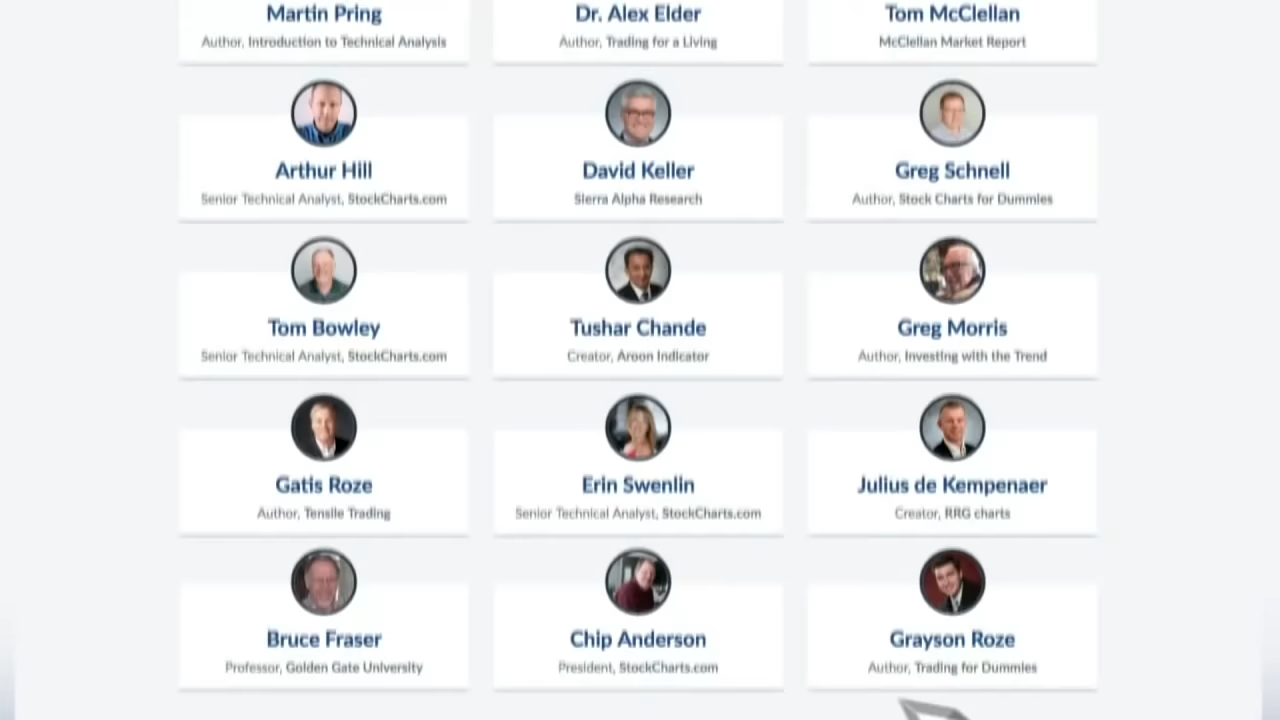 Martin Pring
Author, Introduction to Technical Analysis
Dr. Alex Elder
Author, Trading for a Living
Tom McClellan
McClellan Market Report
Arthur Hill
Senior Technical Analyst, StockCharts.com
David Keller
Sierra Alpha Research
Greg Schnell
Author, Stock Charts for Dummies
Tom Bowley
Senior Technical Analyst, StockCharts.com
Tushar Chande
Creator, Aroon Indicator
Greg Morris
Author, Investing with the Trend
Gatis Roze
Author, Tensile Trading
Erin Swenlin
Senior Technical Analyst, StockCharts.com
Julius de Kempenaer
Creator, RRG charts
Bruce Fraser
Professor, Golden Gate University
Chip Anderson
President, StockCharts.com
Grayson Roze
Author, Trading for Dummies